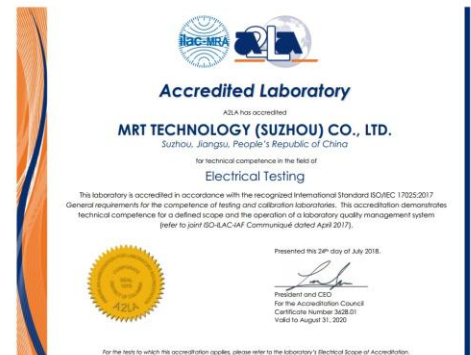 ilac-MRA
A2LA
Accredited Laboratory
A2LA has accredited
MRT TECHNOLOGY (SUZHOU) CO., LTD.
Suzhou, Jiangsu, People's Republic of China
for technical competence in the field of
Electrical Testing
This laboratory is accredited in accordance with the recognized International Standard ISO/IEC 17025:2017
General requirements for the competence of testing and calibration laboratories. This accreditation demonstrates
technical competence for a defined scope and the operation of a laboratory quality management system
(refer to joint ISO-ILAC-IAF Communiqué dated April 2017).
Presented this 24th day of July 2018.
President and CEO
For the Accreditation Council
Certificate Number 3628.01
Valid to August 31, 2020
SEAL
1978
A2LA
For the tests to which this accreditation applies, please refer to the laboratory's Electrical Scope of Accreditation.